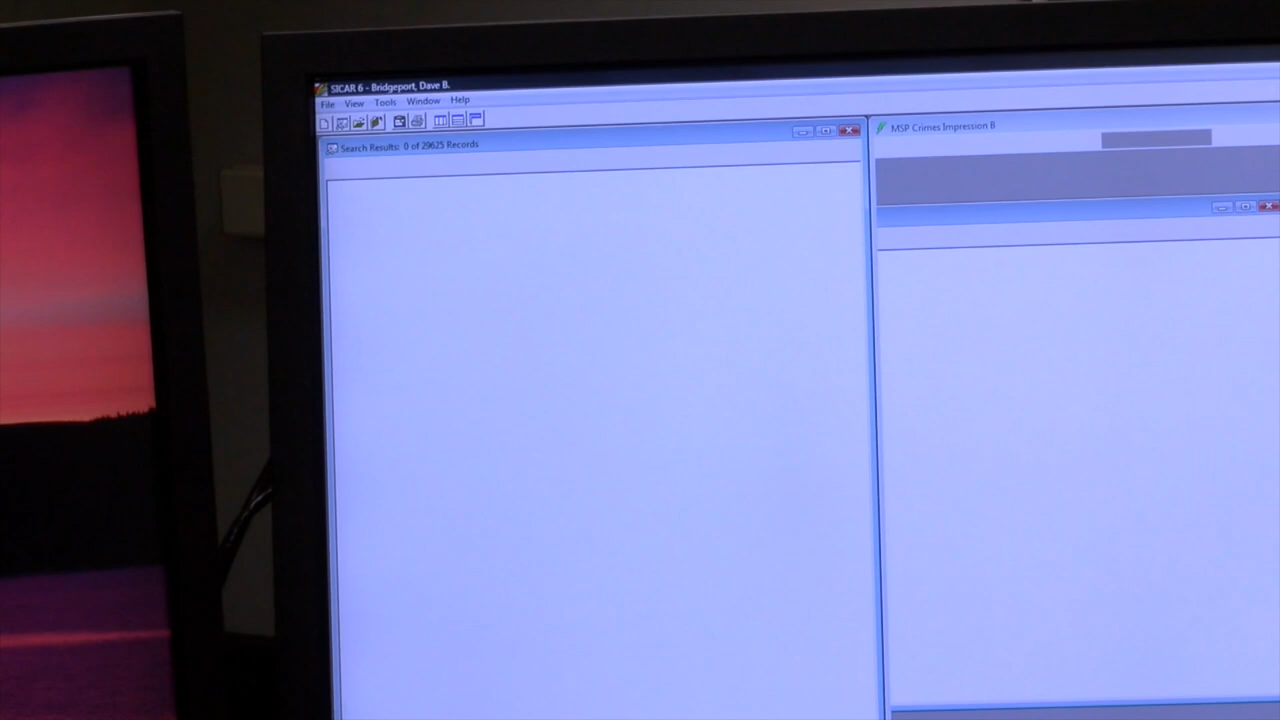 SICAR 6 - Bridgeport, Dave B.
File View Tools Window Help
Search Results: 0 of 29625 Records
MSP Crimes Impression B